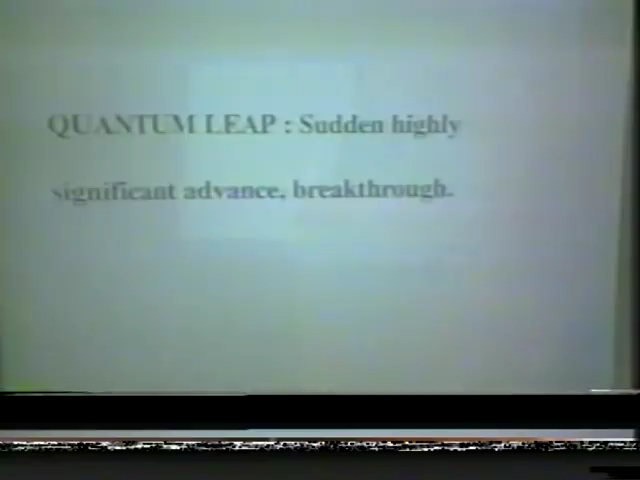 QUANTUM LEAP : Sudden highly
significant advance, breakthrough.